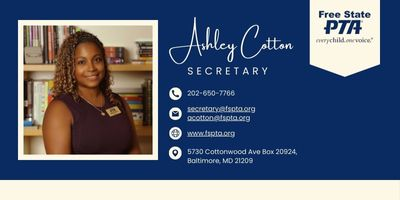 Ashley Cotton
SECRETARY
Free State
PTA
everychild.onevoice.®
202-650-7766
secretary@fspta.org
acotton@fspta.org
www.fspta.org
5730 Cottonwood Ave Box 20924,
Baltimore, MD 21209